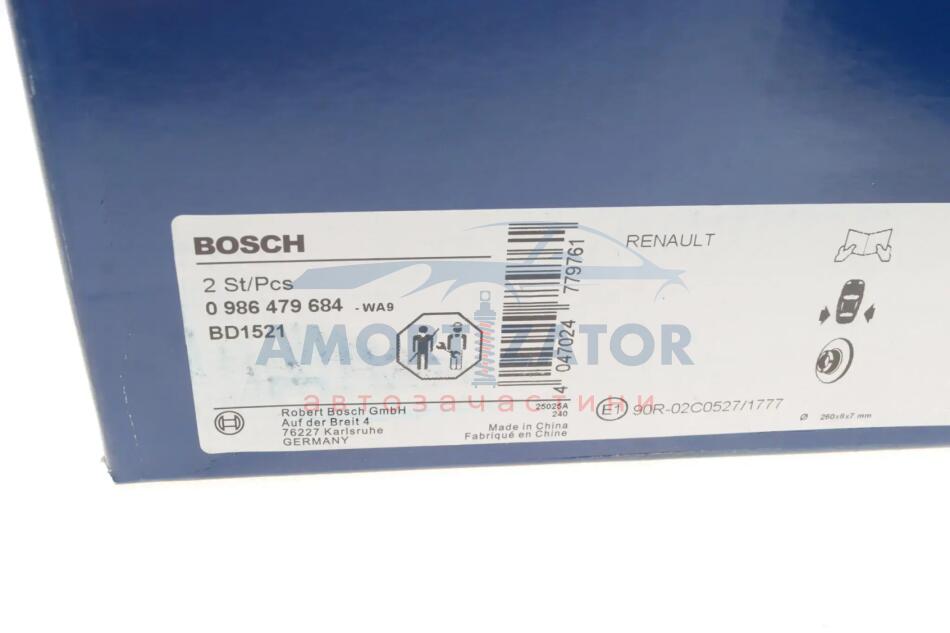 BOSCH
2 St/Pcs
0 986 479 684 - WA9
BD1521
4 047024 779761
RENAULT
AMORTIZATOR
автозапчастини
Robert Bosch GmbH
Auf der Breit 4
76227 Karlsruhe
GERMANY
25025A
240
Made in China
Fabriqué en Chine
E1 90R-02C0527/1777
Ø 260x8x7 mm